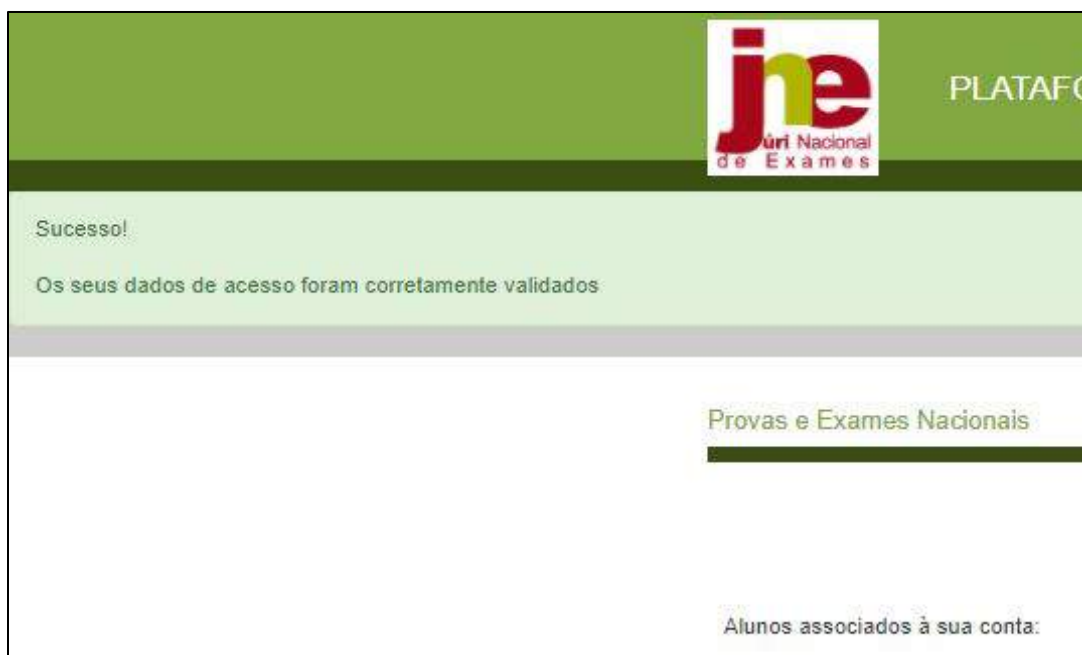 jne
Júri Nacional
de Exames
Sucesso!
Os seus dados de acesso foram corretamente validados
Provas e Exames Nacionais
Alunos associados à sua conta: